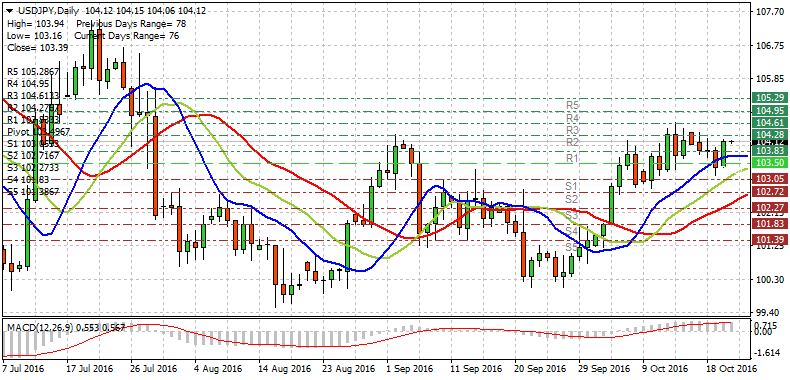 USDJPY,Daily 104.12 104.15 104.06 104.12
High= 103.94 Previous Days Range= 78
Low= 103.16 Current Days Range= 76
Close= 103.39
R5 105.2867
R4 104.95
R3 104.6133
R2 104.2767
R1
Pivot 103.4967
S1
S2 102.7167
S3 102.2733
S4 101.83
S5 101.3867
R5
R4
R3
R2
R1
S1
S2
S3
S4
S5
107.70
106.75
105.85
105.29
104.95
104.61
104.28
104.12
103.83
103.50
103.05
102.72
102.27
101.83
101.39
101.25
100.30
99.40
MACD(12,26,9) 0.553 0.567
0.715
0.00
-1.614
7 Jul 2016
17 Jul 2016
26 Jul 2016
4 Aug 2016
14 Aug 2016
23 Aug 2016
1 Sep 2016
11 Sep 2016
20 Sep 2016
29 Sep 2016
9 Oct 2016
18 Oct 2016